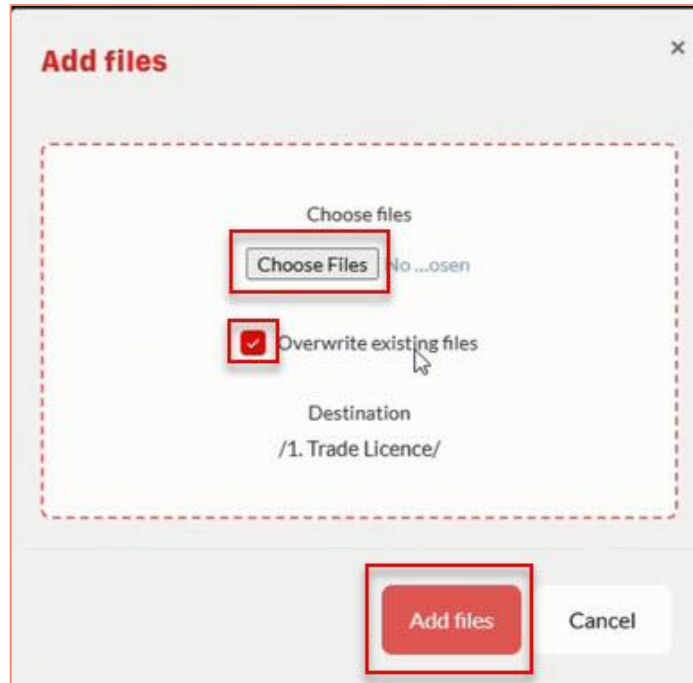 Add files
×
Choose files
Choose Files No ...osen
Overwrite existing files
Destination
/1. Trade Licence/
Add files Cancel